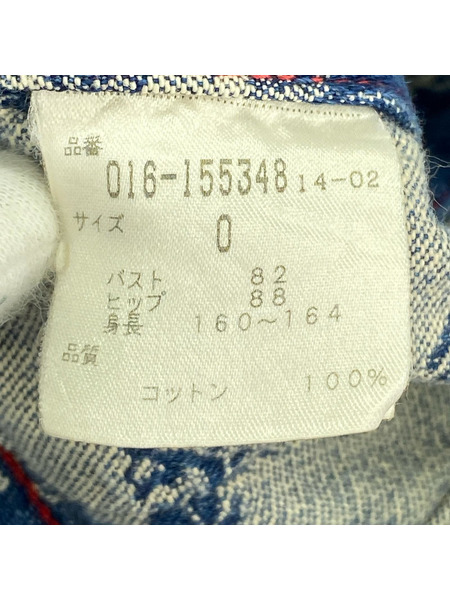 品番
016-155348 14-02
サイズ
0
バスト 82
ヒップ 88
身長 160～164
品質
コットン 100%